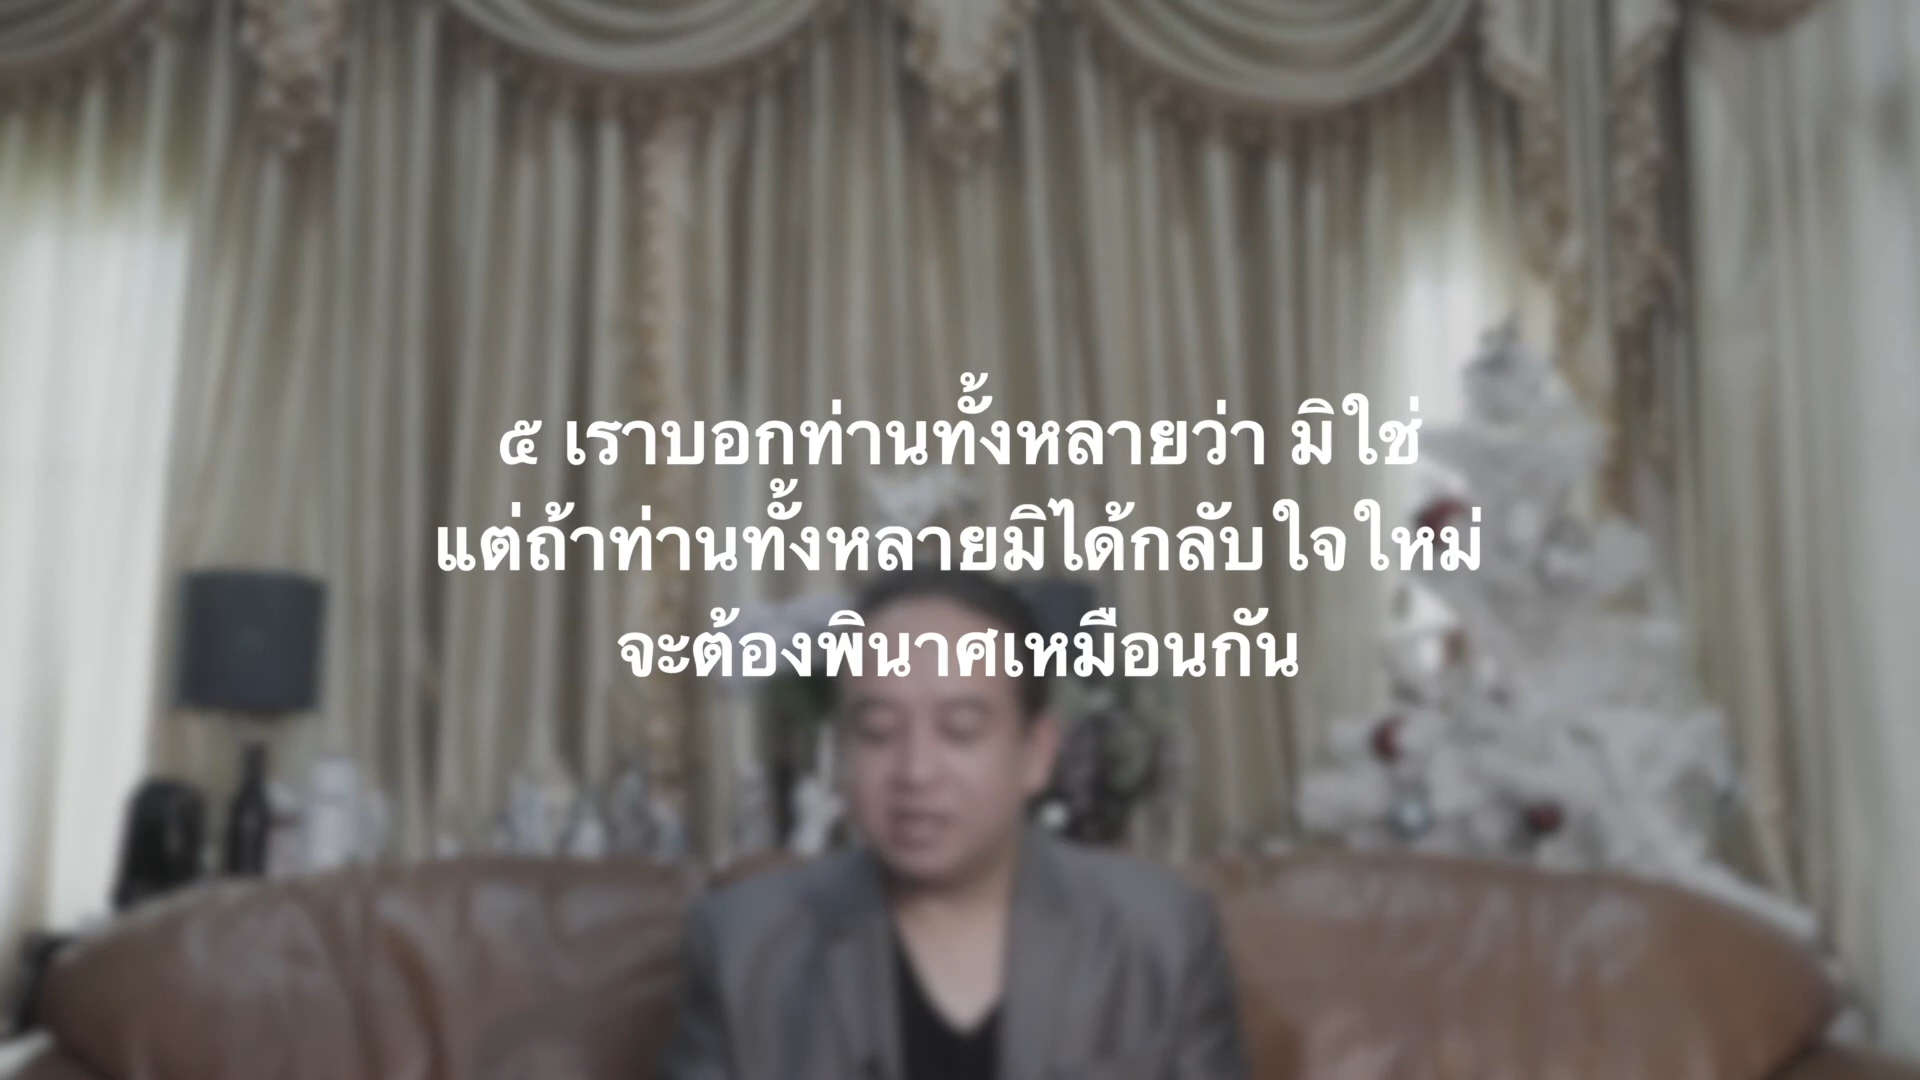 ๕ เราบอกท่านทั้งหลายว่า มิใช่
แต่ถ้าท่านทั้งหลายมิได้กลับใจใหม่
จะต้องพินาศเหมือนกัน